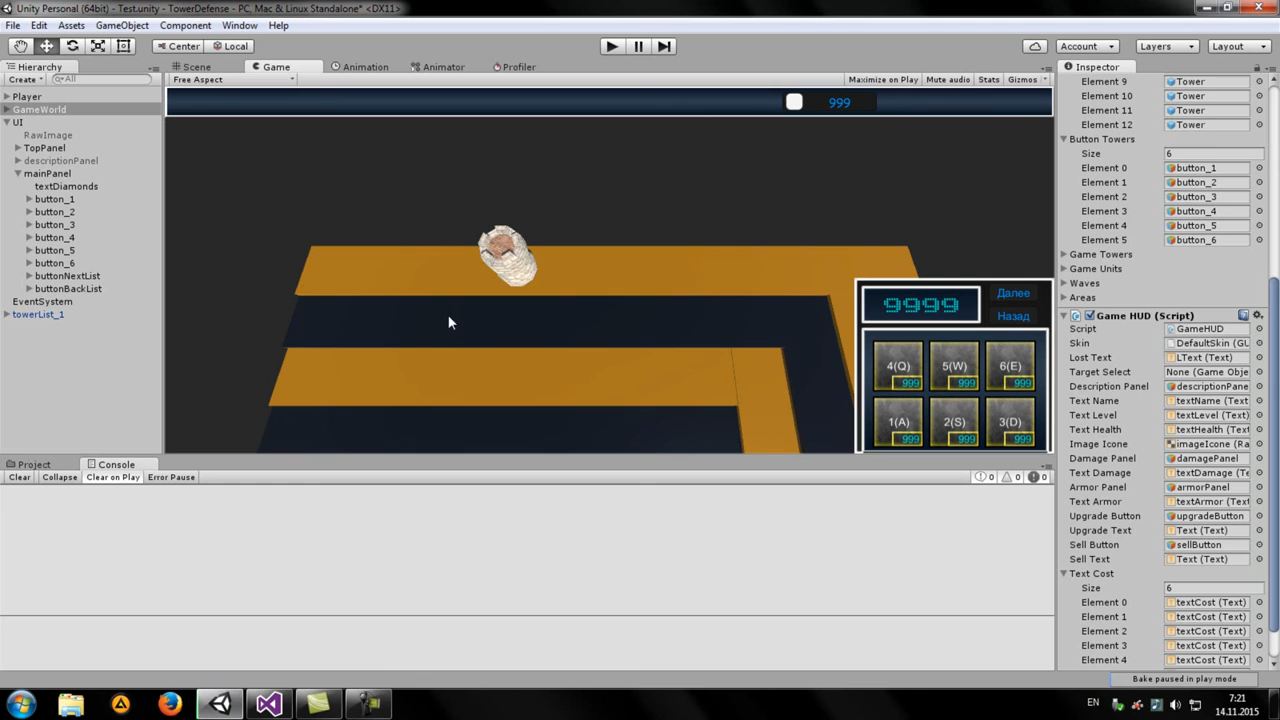 Unity Personal (64bit) - Test.unity - TowerDefense - PC, Mac & Linux Standalone* <DX11>
File Edit Assets GameObject Component Window Help
Center Local Account Layers Layout
Hierarchy Scene Game Animation Animator Profiler Inspector
Create All Free Aspect Maximize on Play Mute audio Stats Gizmos
Player
GameWorld
UI
RawImage
TopPanel
descriptionPanel
mainPanel
textDiamonds
button_1
button_2
button_3
button_4
button_5
button_6
buttonNextList
buttonBackList
EventSystem
towerList_1
999
9999
Далее
Назад
4(Q) 5(W) 6(E)
999 999 999
1(A) 2(S) 3(D)
999 999 999
Element 9 Tower
Element 10 Tower
Element 11 Tower
Element 12 Tower
Button Towers
Size 6
Element 0 button_1
Element 1 button_2
Element 2 button_3
Element 3 button_4
Element 4 button_5
Element 5 button_6
Game Towers
Game Units
Waves
Areas
Game HUD (Script)
Script GameHUD
Skin DefaultSkin (GU
Lost Text LText (Text)
Target Select None (Game Obje
Description Panel descriptionPane
Text Name textName (Text
Text Level textLevel (Text)
Text Health textHealth (Text
Image Icone imageIcone (Ra
Damage Panel damagePanel
Text Damage textDamage (Te
Armor Panel armorPanel
Text Armor textArmor (Text
Upgrade Button upgradeButton
Upgrade Text Text (Text)
Sell Button sellButton
Sell Text Text (Text)
Text Cost
Size 6
Element 0 textCost (Text)
Element 1 textCost (Text)
Element 2 textCost (Text)
Element 3 textCost (Text)
Element 4 textCost (Text)
Project Console
Clear Collapse Clear on Play Error Pause 0 0 0
Bake paused in play mode
EN 7:21
14.11.2015